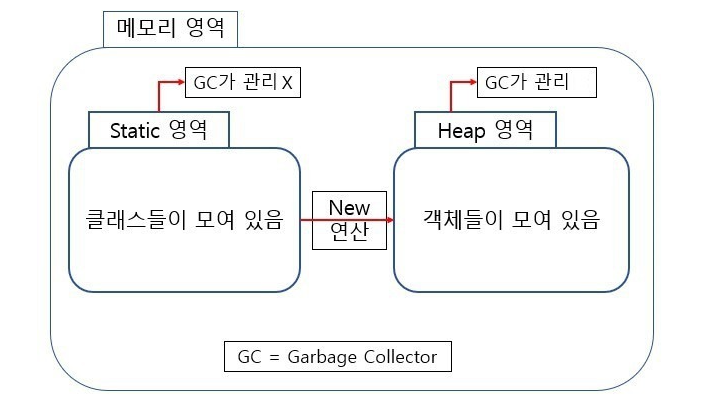 메모리 영역
GC가 관리 X
GC가 관리
Static 영역
Heap 영역
클래스들이 모여 있음
New
연산
객체들이 모여 있음
GC = Garbage Collector